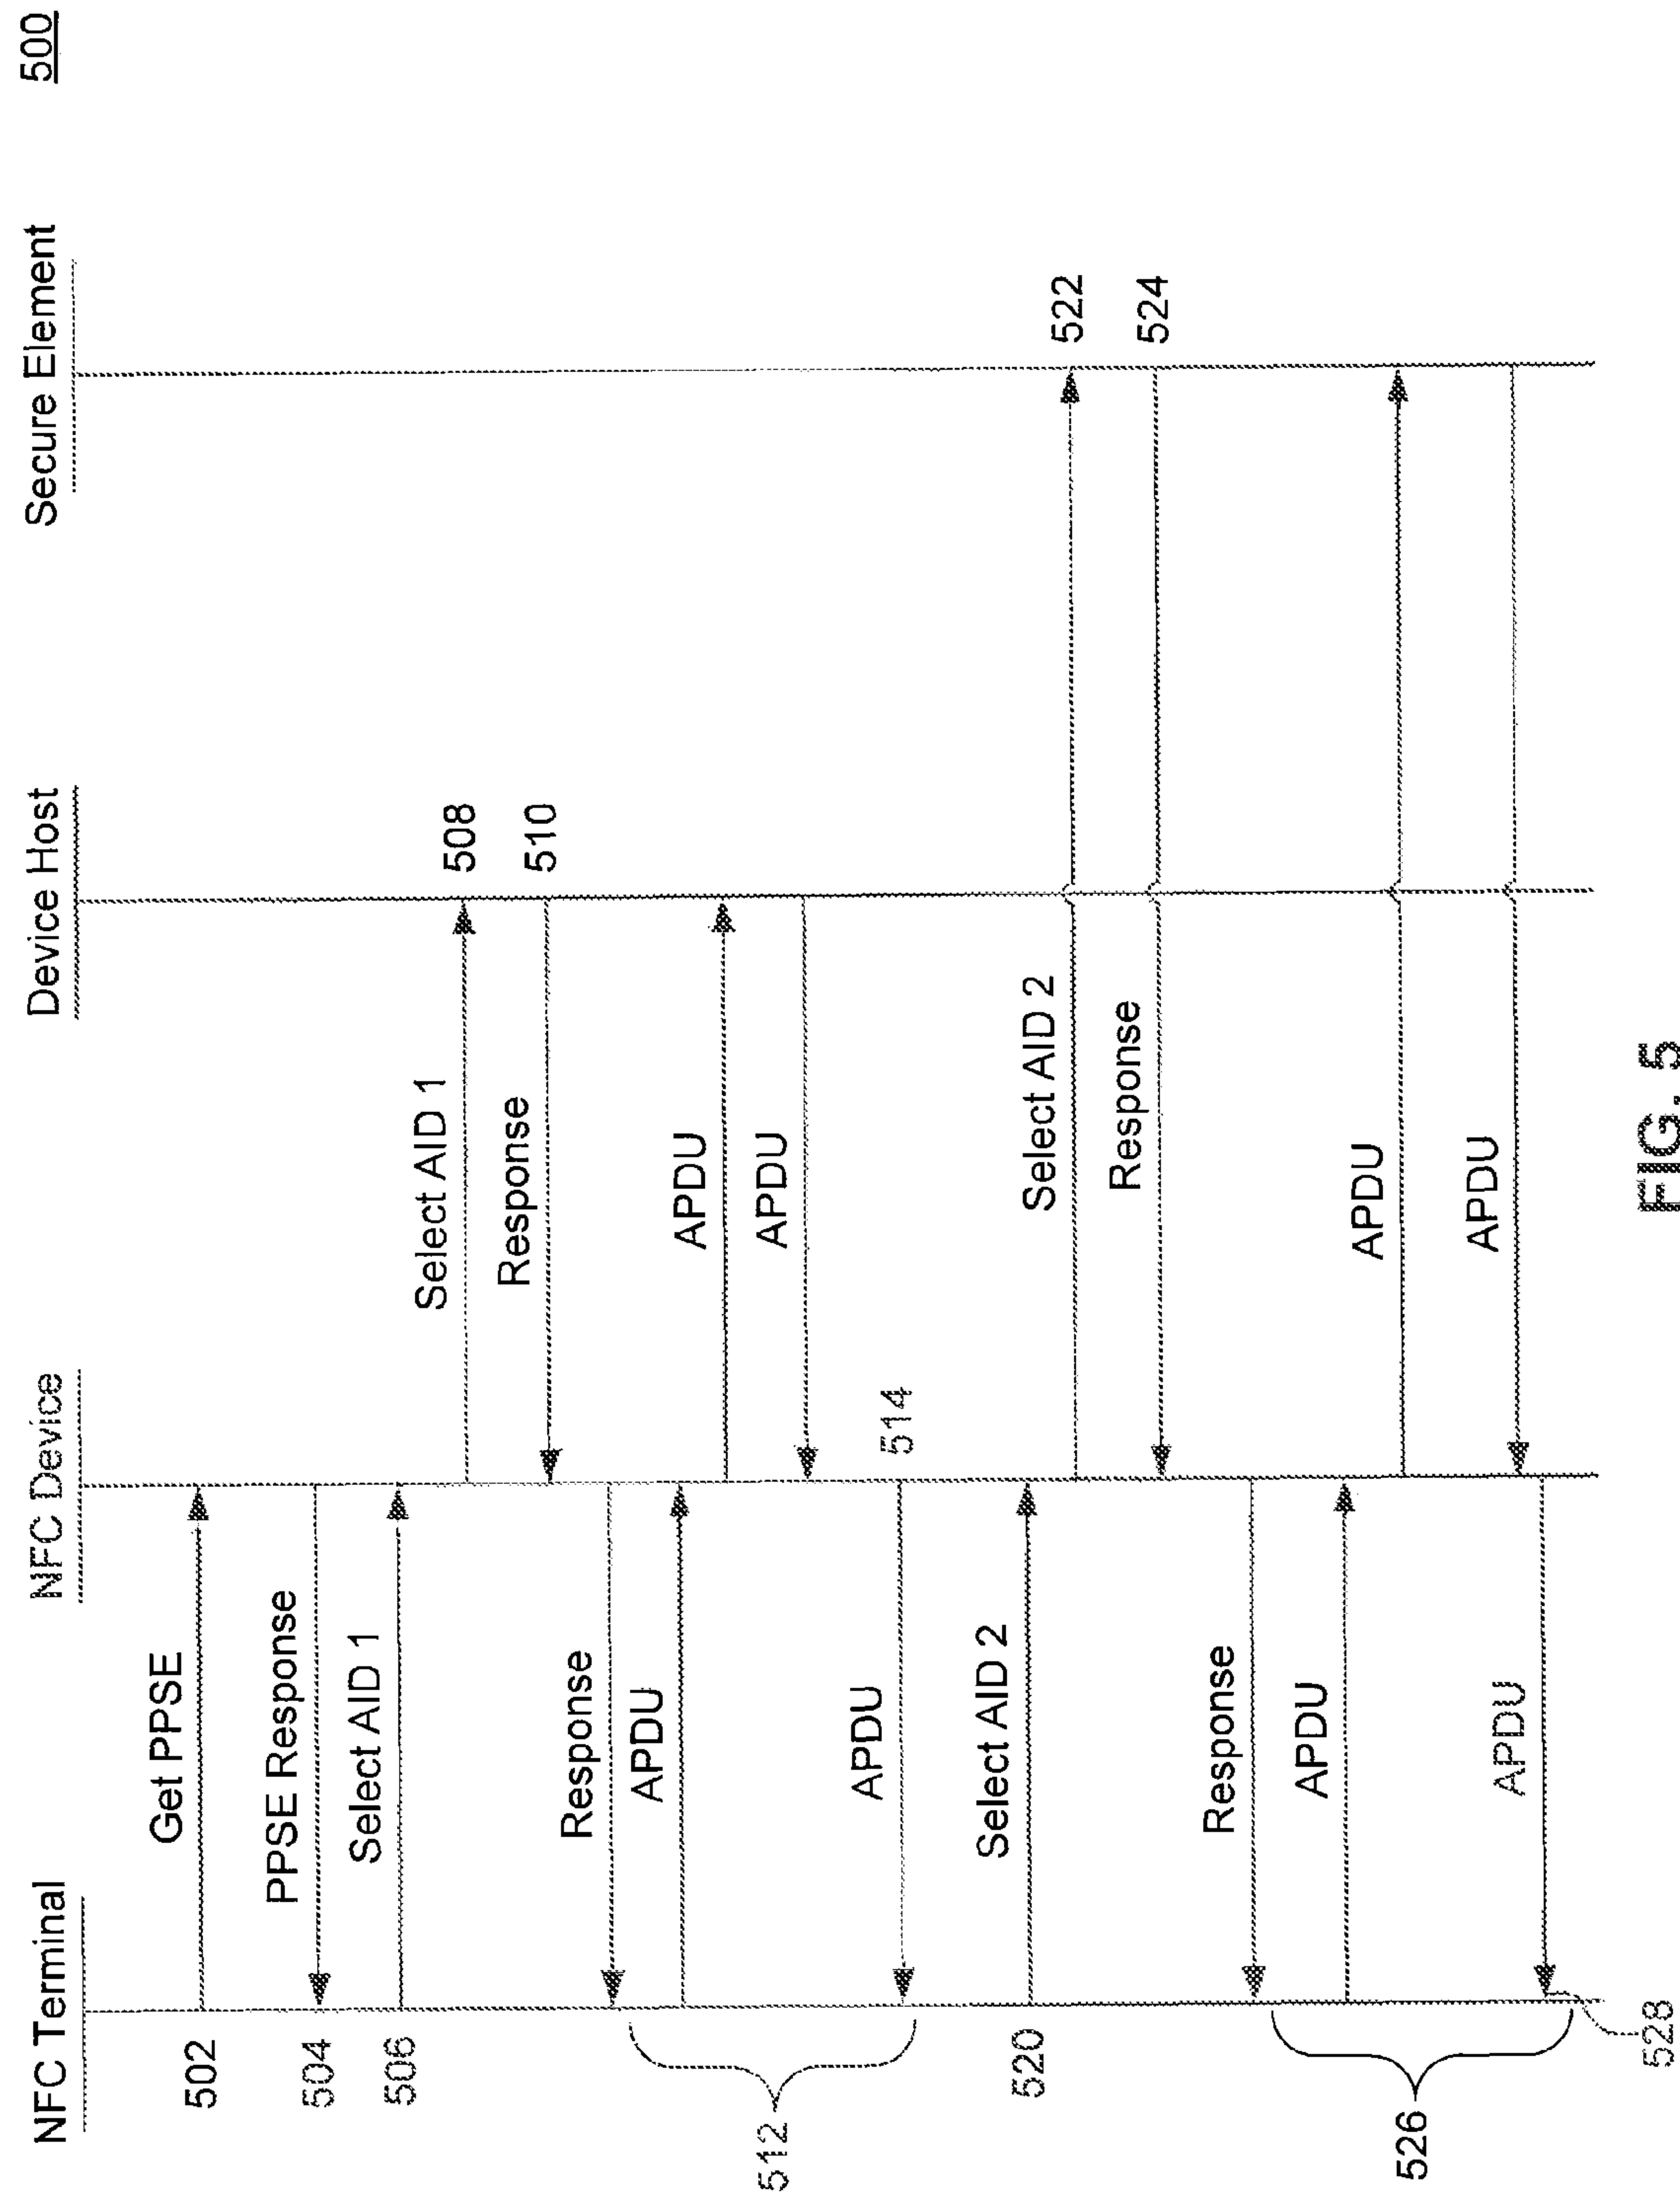 500
NFC Terminal
NFC Device
Device Host
Secure Element
Get PPSE
502
PPSE Response
504
Select AID 1
506
Select AID 1
508
Response
510
Response
APDU
APDU
APDU
512
APDU
514
Select AID 2
520
Select AID 2
522
Response
524
Response
APDU
APDU
APDU
526
APDU
528
FIG. 5